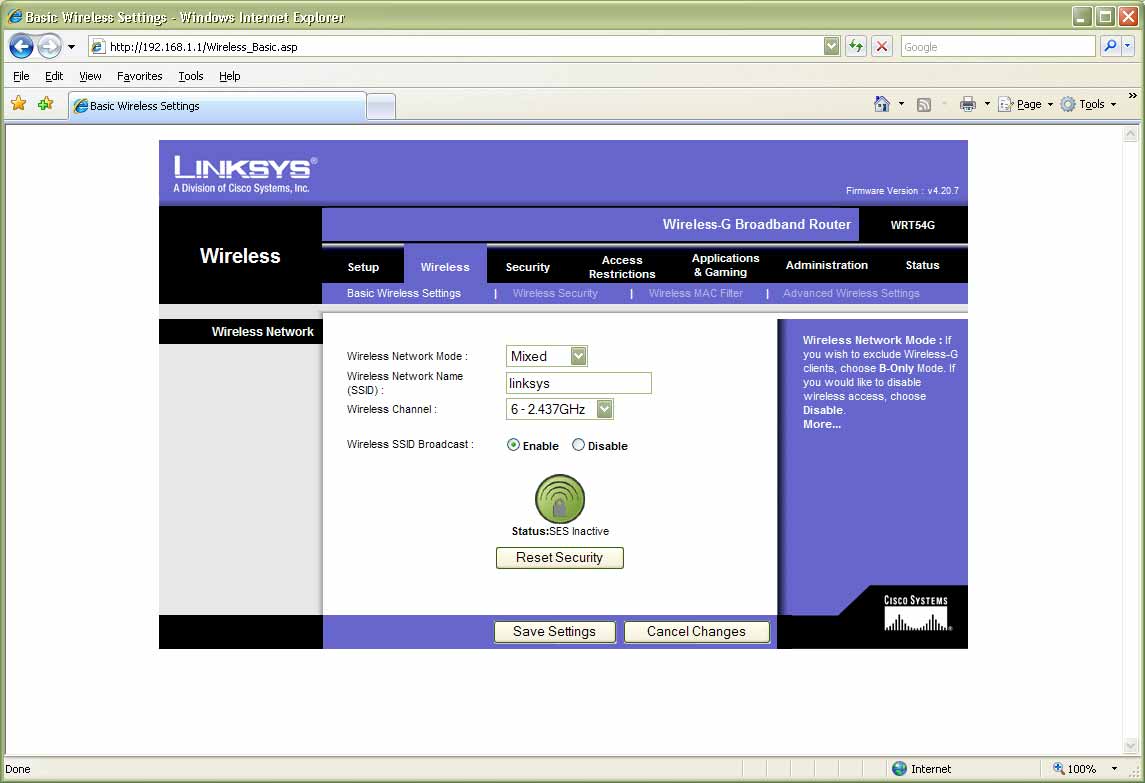 Basic Wireless Settings - Windows Internet Explorer
http://192.168.1.1/Wireless_Basic.asp
Google
File Edit View Favorites Tools Help
Basic Wireless Settings
Page Tools »
LINKSYS®
A Division of Cisco Systems, Inc.
Firmware Version : v4.20.7
Wireless-G Broadband Router WRT54G
Wireless
Setup Wireless Security Access Restrictions Applications & Gaming Administration Status
Basic Wireless Settings | Wireless Security | Wireless MAC Filter | Advanced Wireless Settings
Wireless Network
Wireless Network Mode : Mixed
Wireless Network Name
(SSID) : linksys
Wireless Channel : 6 - 2.437GHz
Wireless SSID Broadcast : Enable Disable
Status:SES Inactive
Reset Security
Wireless Network Mode : If
you wish to exclude Wireless-G
clients, choose B-Only Mode. If
you would like to disable
wireless access, choose
Disable.
More...
CISCO SYSTEMS
®
Save Settings Cancel Changes
Done Internet 100%